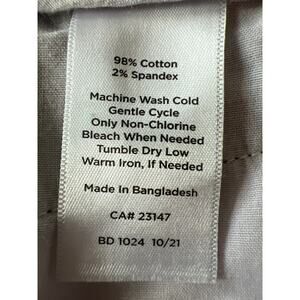 98% Cotton
2% Spandex
Machine Wash Cold
Gentle Cycle
Only Non-Chlorine
Bleach When Needed
Tumble Dry Low
Warm Iron, If Needed
Made In Bangladesh
CA# 23147
BD 1024 10/21